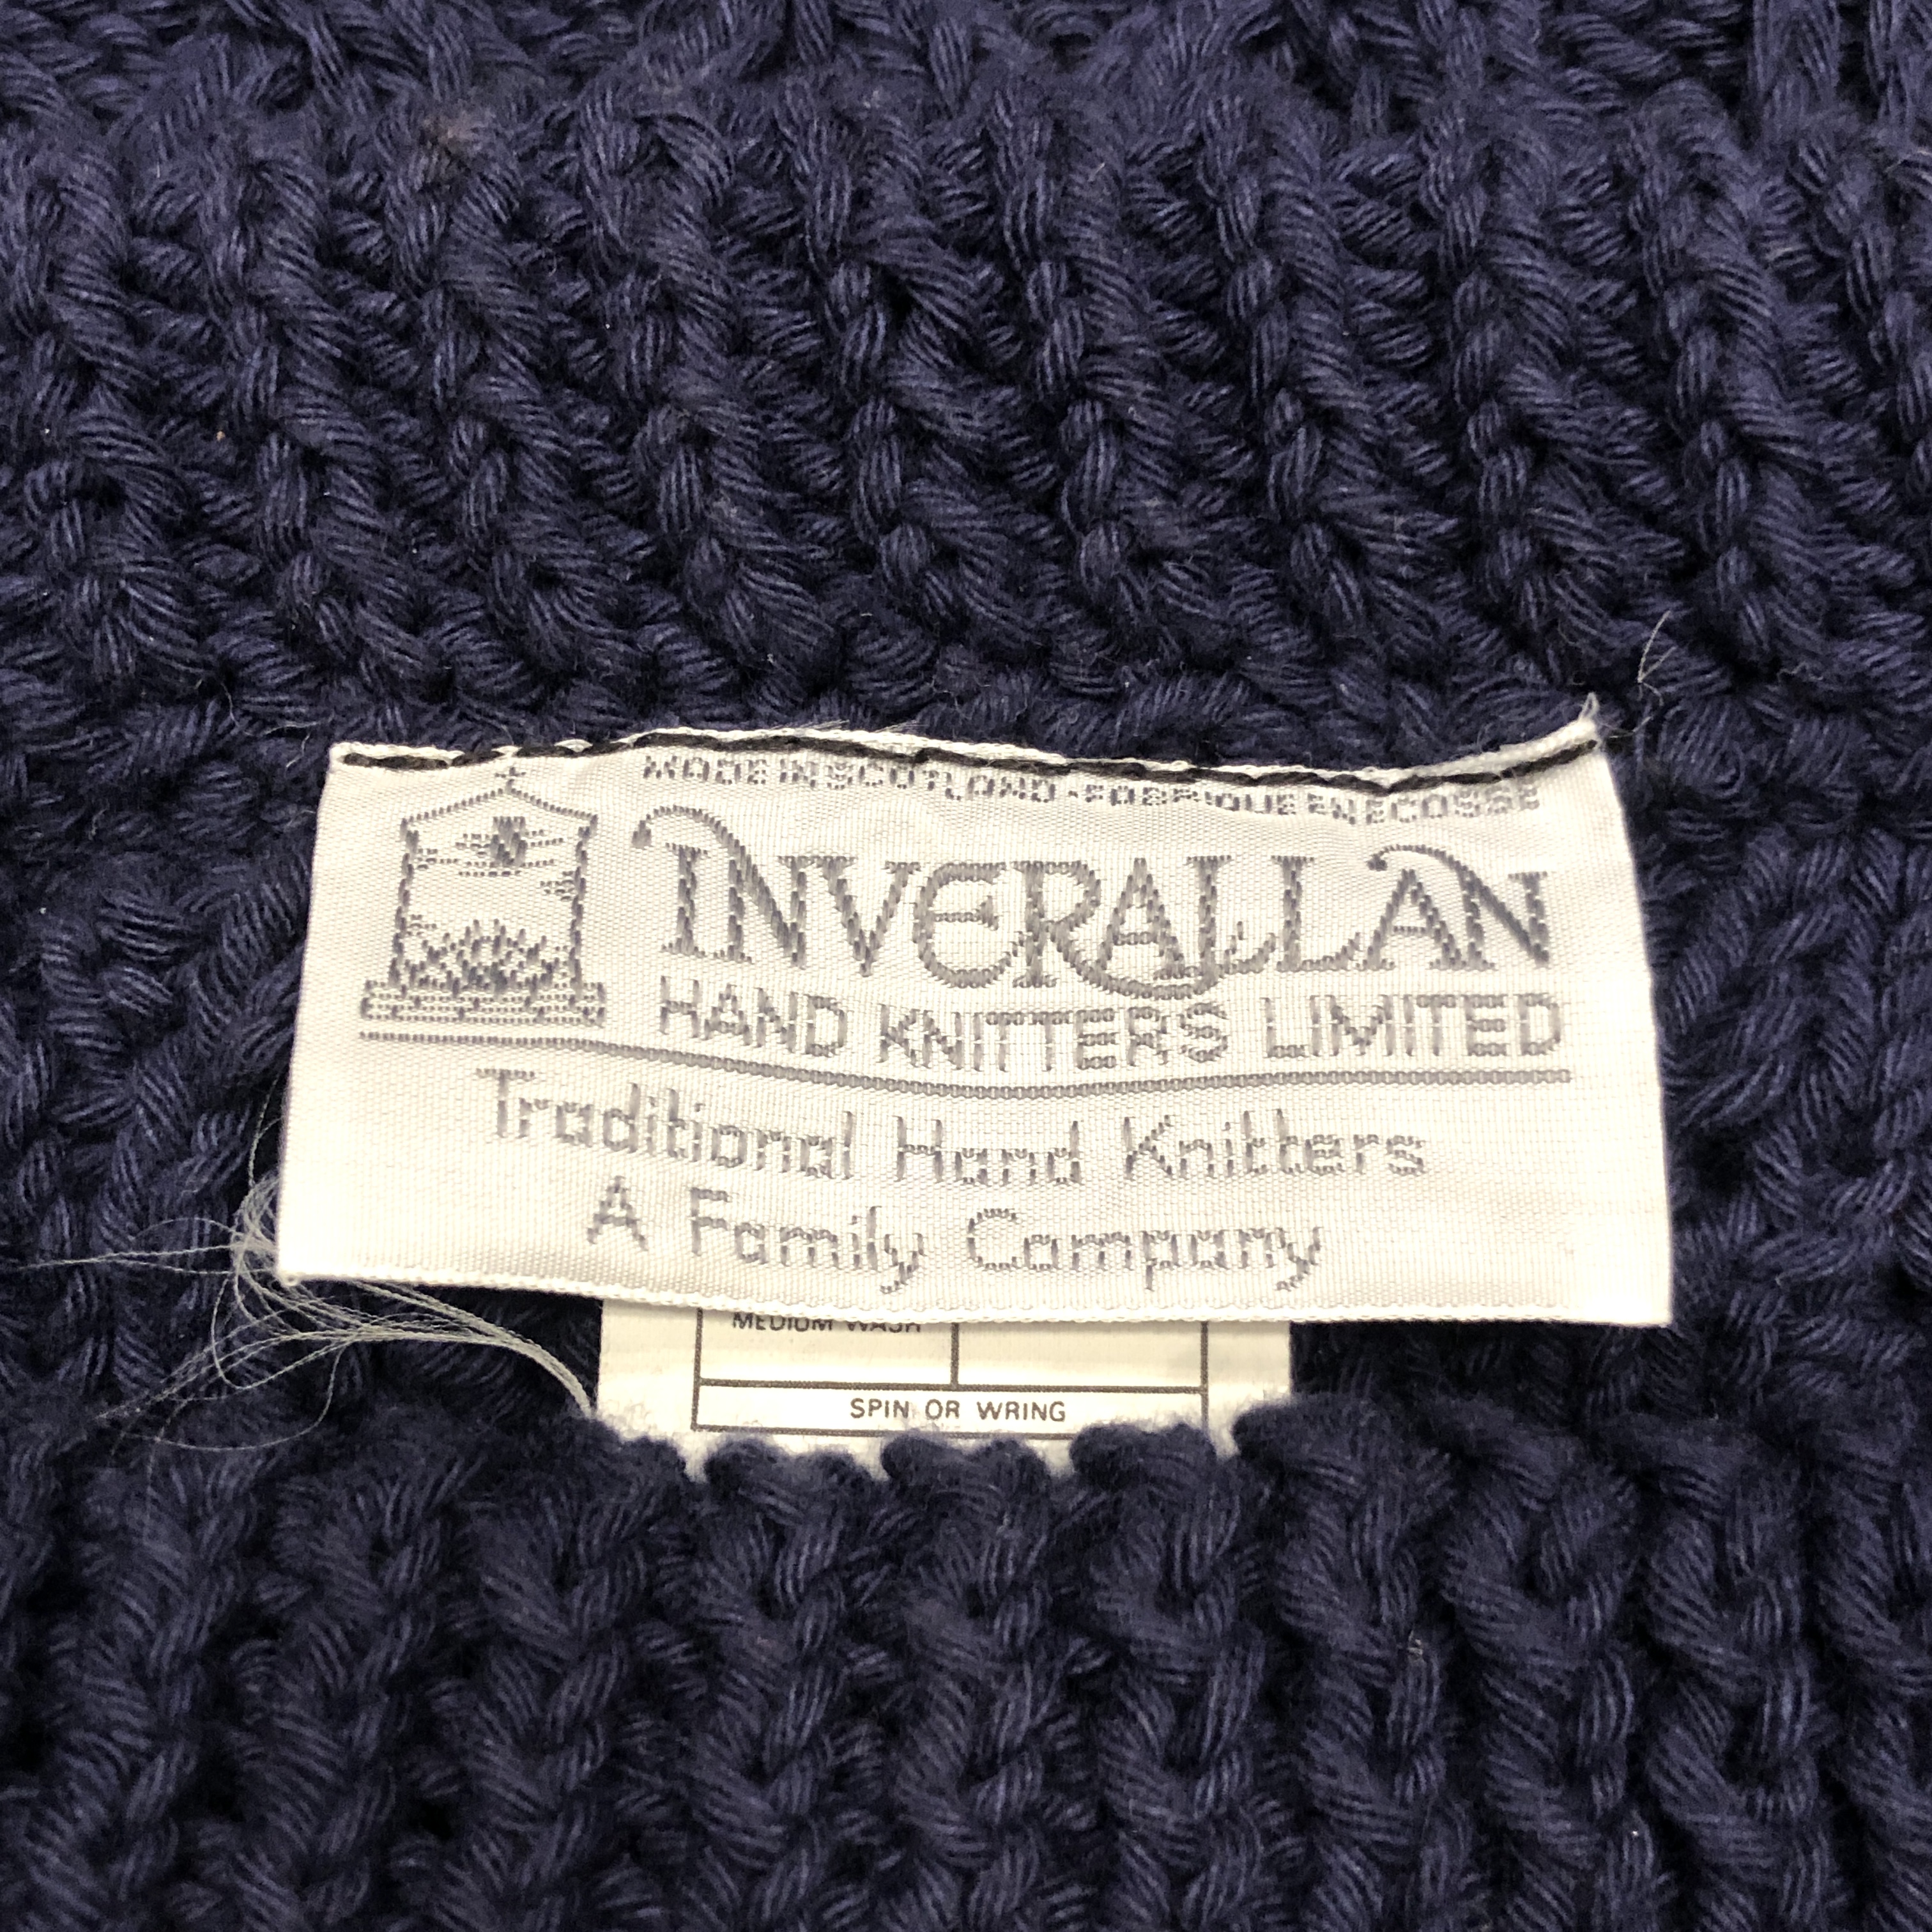 MADE IN SCOTLAND · FABRIQUE EN ECOSSE
INVERALLAN
HAND KNITTERS LIMITED
Traditional Hand Knitters
A Family Company
MEDIUM WASH
SPIN OR WRING